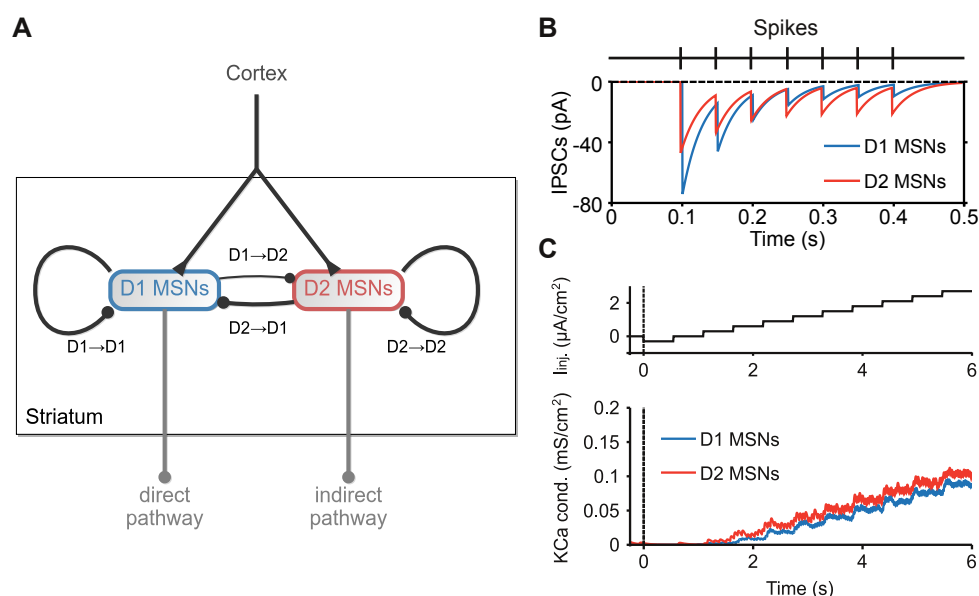 A
Cortex
D1→D2
D1 MSNs
D2 MSNs
D2→D1
D1→D1
D2→D2
Striatum
direct
pathway
indirect
pathway
B
Spikes
IPSCs (pA)
0
-40
-80
D1 MSNs
D2 MSNs
0
0.1
0.2
0.3
0.4
0.5
Time (s)
C
I inj. (µA/cm²)
2
0
0
2
4
6
KCa cond. (mS/cm²)
0.2
0.15
0.1
0.05
0
D1 MSNs
D2 MSNs
0
2
4
6
Time (s)